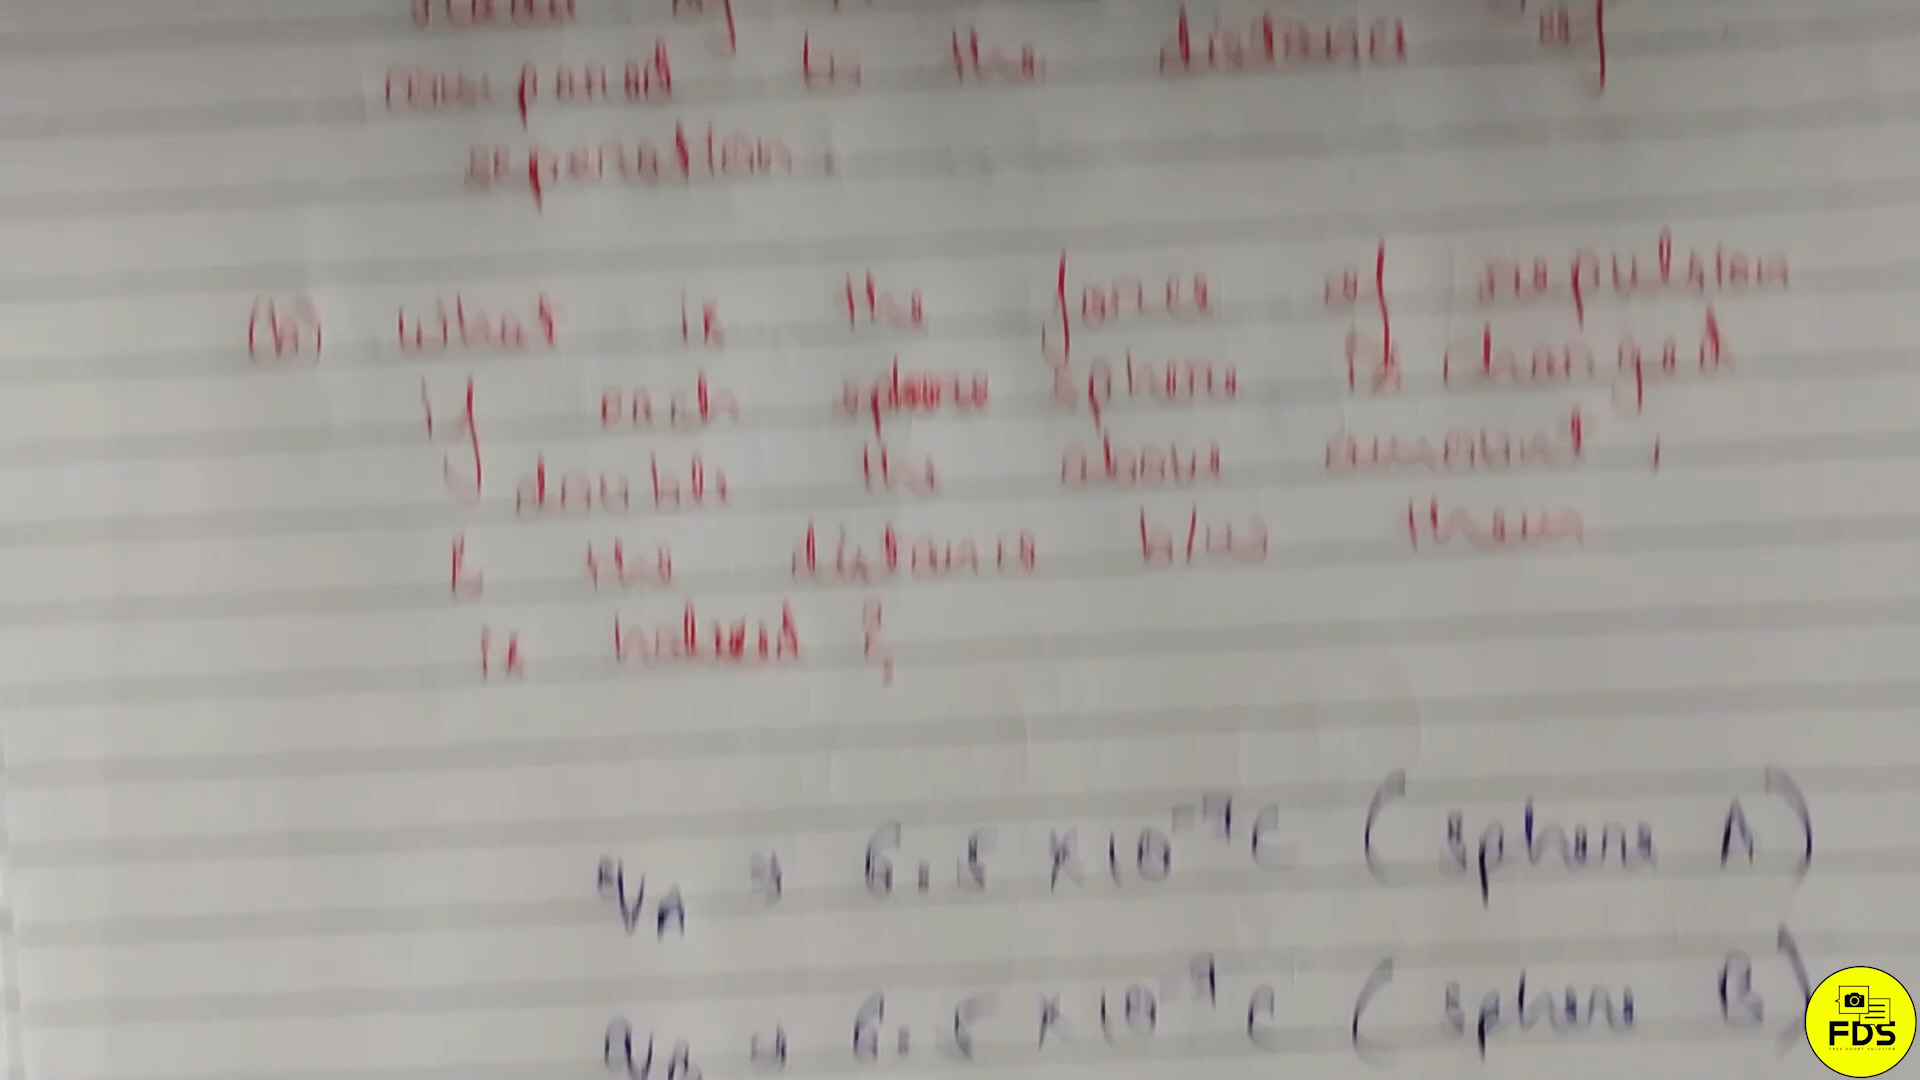 compared to the distance of
separation.
(b) What is the force of repulsion
if each sphere sphere is charged
double the above amount,
& the distance b/w them
is halved ?
qA → 6.5 × 10⁻⁷ C ( sphere A )
qB → 6.5 × 10⁻⁷ C ( sphere B )
FDS